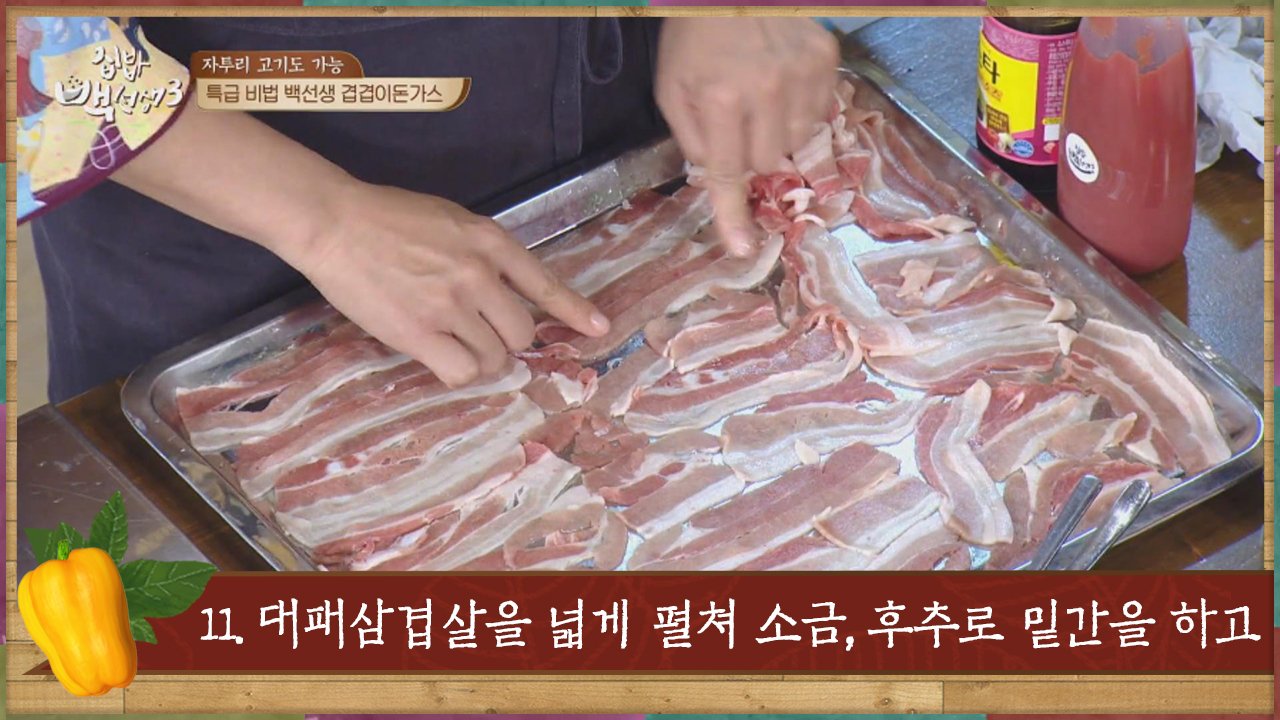 집밥
백선생3
자투리 고기도 가능
특급 비법 백선생 겹겹이돈가스
타
11. 대패삼겹살을 넓게 펼쳐 소금, 후추로 밑간을 하고